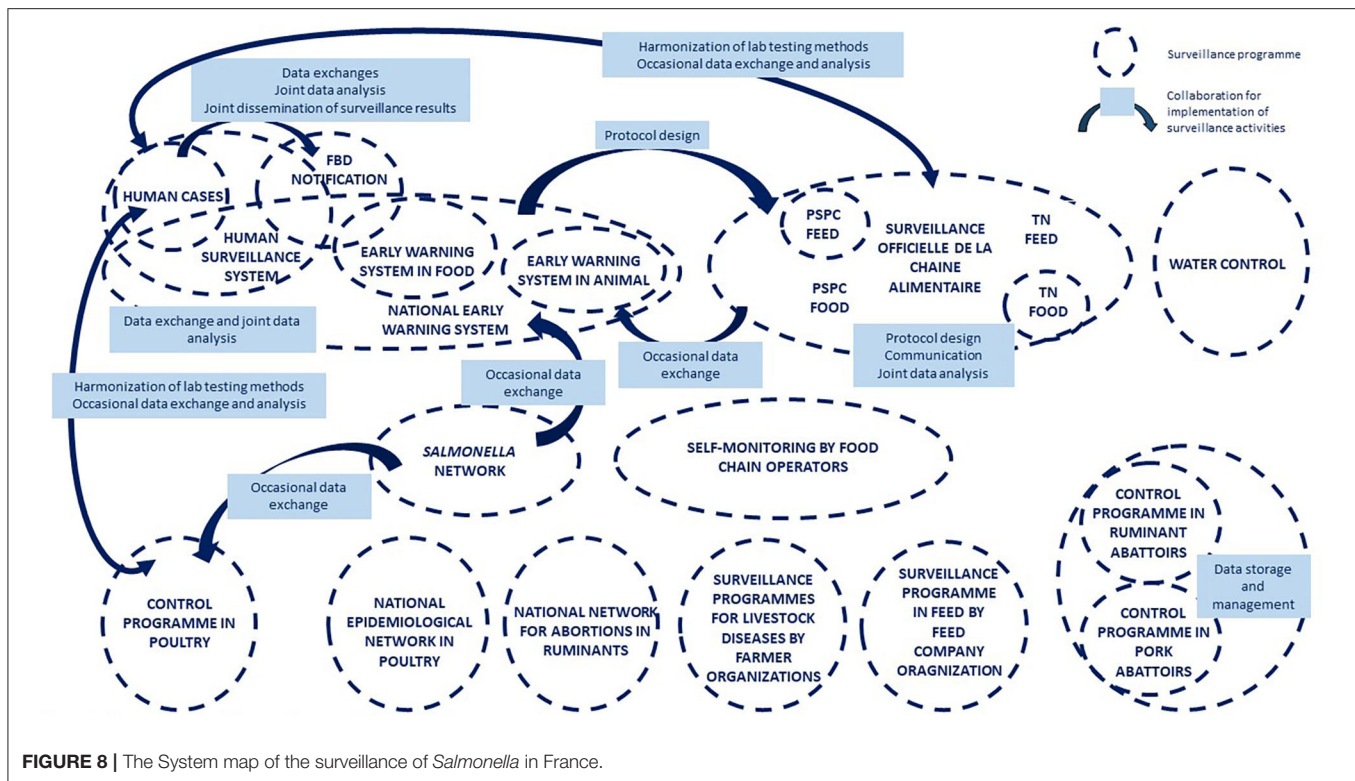 Harmonization of lab testing methods
Occasional data exchange and analysis
Surveillance programme
Data exchanges
Joint data analysis
Joint dissemination of surveillance results
Collaboration for
implementation of
surveillance activities
Protocol design
FBD
NOTIFICATION
HUMAN CASES
HUMAN
SURVEILLANCE
SYSTEM
EARLY WARNING
SYSTEM IN FOOD
EARLY WARNING
SYSTEM IN ANIMAL
NATIONAL EARLY
WARNING SYSTEM
PSPC
FEED
SURVEILLANCE
OFFICIELLE DE LA
CHAINE
ALIMENTAIRE
TN
FEED
PSPC
FOOD
TN
FOOD
WATER CONTROL
Data exchange and joint data
analysis
Protocol design
Communication
Joint data analysis
Occasional data
exchange
Occasional data
exchange
Harmonization of lab testing methods
Occasional data exchange and analysis
SALMONELLA
NETWORK
SELF-MONITORING BY FOOD
CHAIN OPERATORS
Occasional data
exchange
CONTROL
PROGRAMME IN
POULTRY
NATIONAL
EPIDEMIOLOGICAL
NETWORK IN
POULTRY
NATIONAL NETWORK
FOR ABORTIONS IN
RUMINANTS
SURVEILLANCE
PROGRAMMES
FOR LIVESTOCK
DISEASES BY
FARMER
ORGANIZATIONS
SURVEILLANCE
PROGRAMME
IN FEED BY
FEED
COMPANY
ORAGNIZATION
CONTROL
PROGRAMME IN
RUMINANT
ABATTOIRS
Data storage
and
management
CONTROL
PROGRAMME IN
PORK
ABATTOIRS
FIGURE 8 | The System map of the surveillance of Salmonella in France.